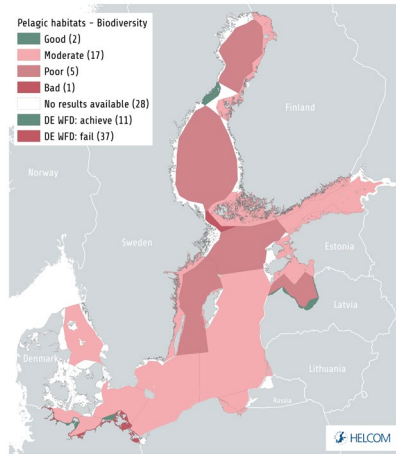 Pelagic habitats - Biodiversity
Good (2)
Moderate (17)
Poor (5)
Bad (1)
No results available (28)
DE WFD: achieve (11)
DE WFD: fail (37)
Finland
Norway
Sweden
Estonia
Latvia
Denmark
Lithuania
Russia
HELCOM